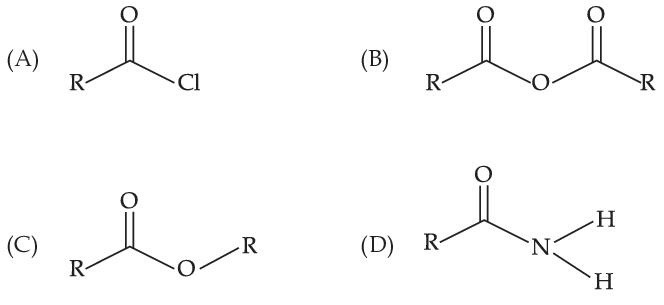 O O O
(A) R Cl (B) R O R
O O
(C) R O R (D) R N H
H